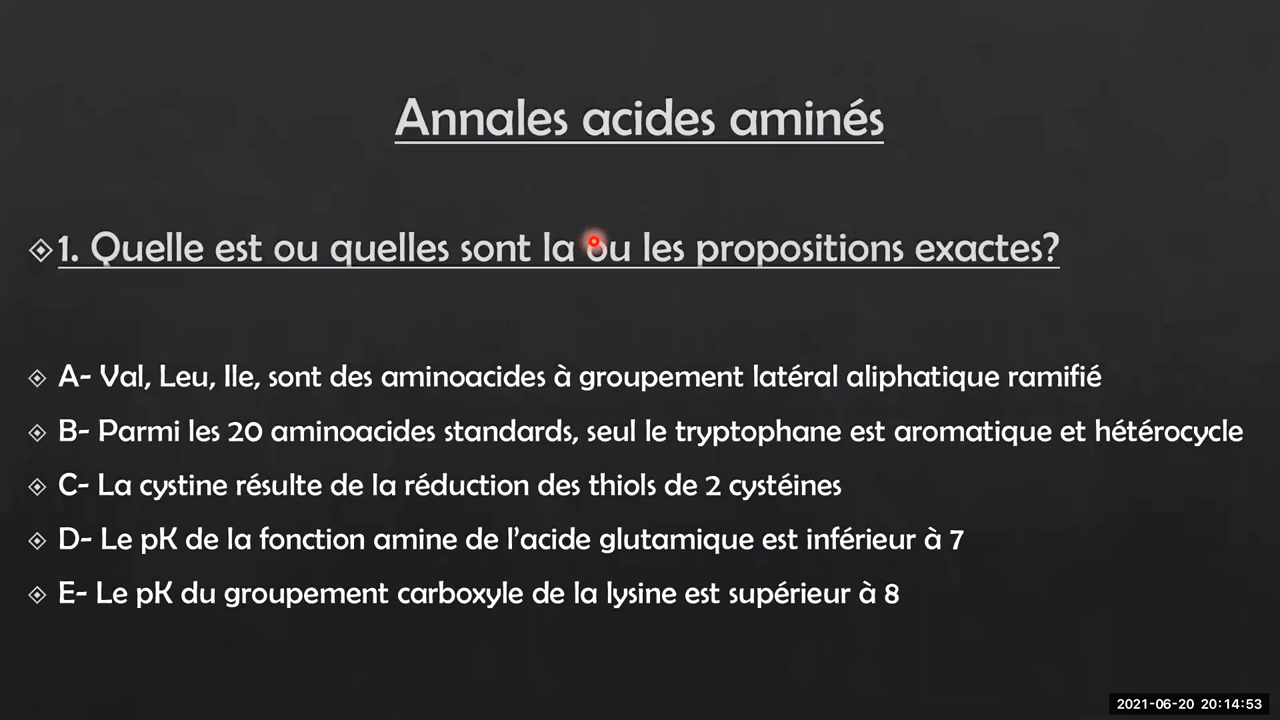 Annales acides aminés
1. Quelle est ou quelles sont la ou les propositions exactes?
A- Val, Leu, Ile, sont des aminoacides à groupement latéral aliphatique ramifié
B- Parmi les 20 aminoacides standards, seul le tryptophane est aromatique et hétérocycle
C- La cystine résulte de la réduction des thiols de 2 cystéines
D- Le pK de la fonction amine de l'acide glutamique est inférieur à 7
E- Le pK du groupement carboxyle de la lysine est supérieur à 8
2021-06-20 20:14:53